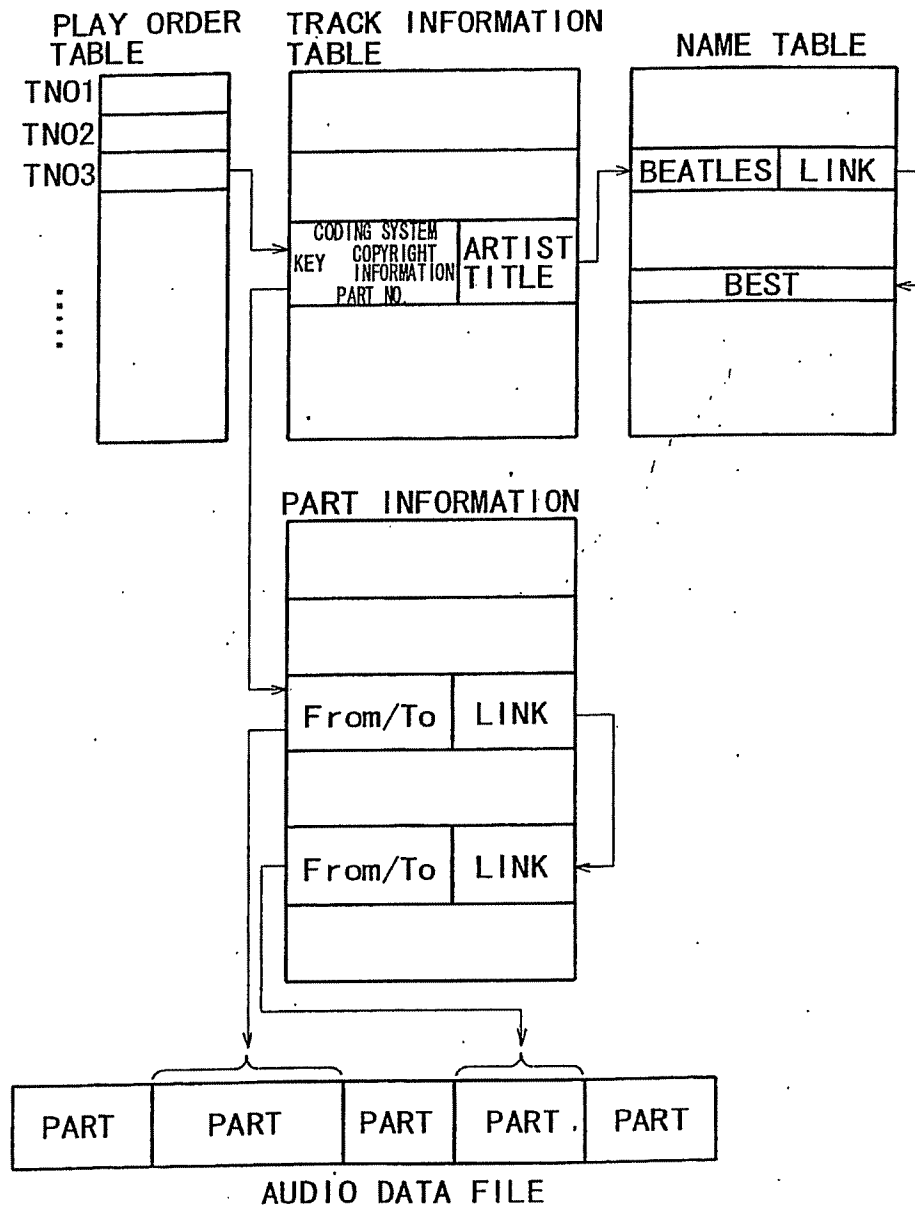 PLAY ORDER TABLE
TRACK INFORMATION TABLE
NAME TABLE
TNO1
TNO2
TNO3
CODING SYSTEM
KEY COPYRIGHT INFORMATION
PART NO.
ARTIST
TITLE
BEATLES LINK
BEST
PART INFORMATION
From/To LINK
From/To LINK
PART PART PART PART PART
AUDIO DATA FILE